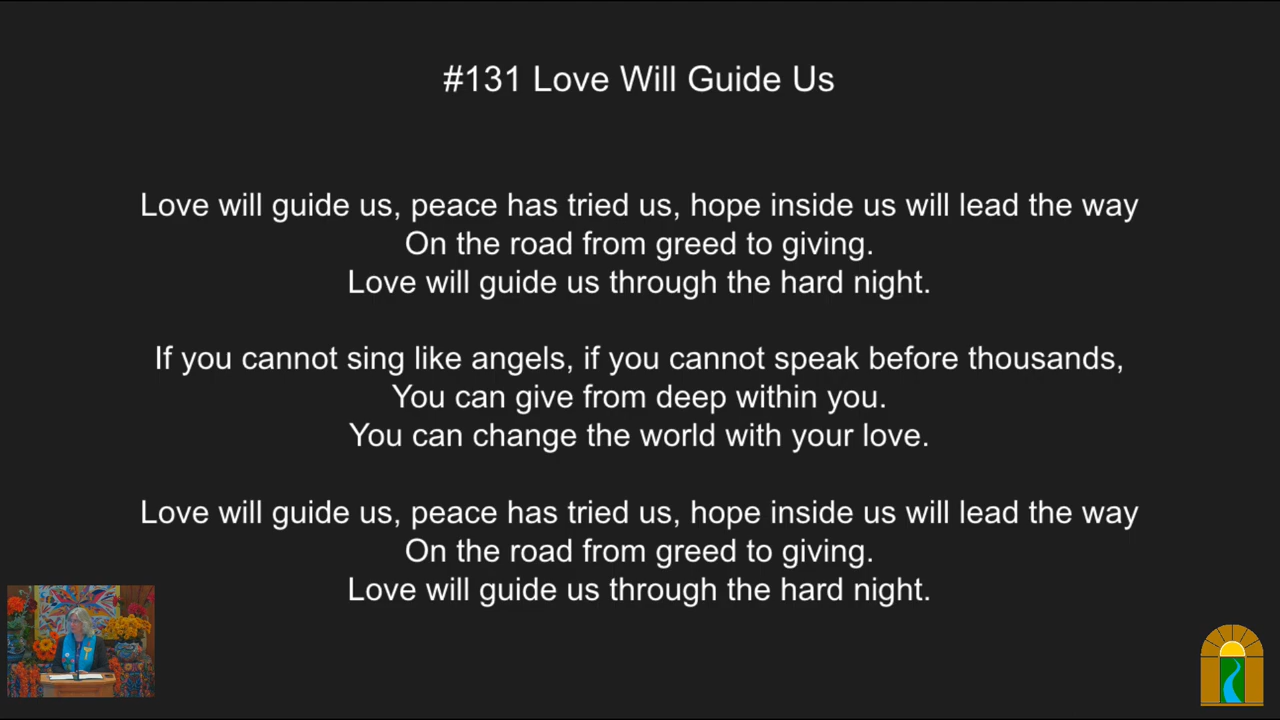 #131 Love Will Guide Us
Love will guide us, peace has tried us, hope inside us will lead the way
On the road from greed to giving.
Love will guide us through the hard night.
If you cannot sing like angels, if you cannot speak before thousands,
You can give from deep within you.
You can change the world with your love.
Love will guide us, peace has tried us, hope inside us will lead the way
On the road from greed to giving.
Love will guide us through the hard night.